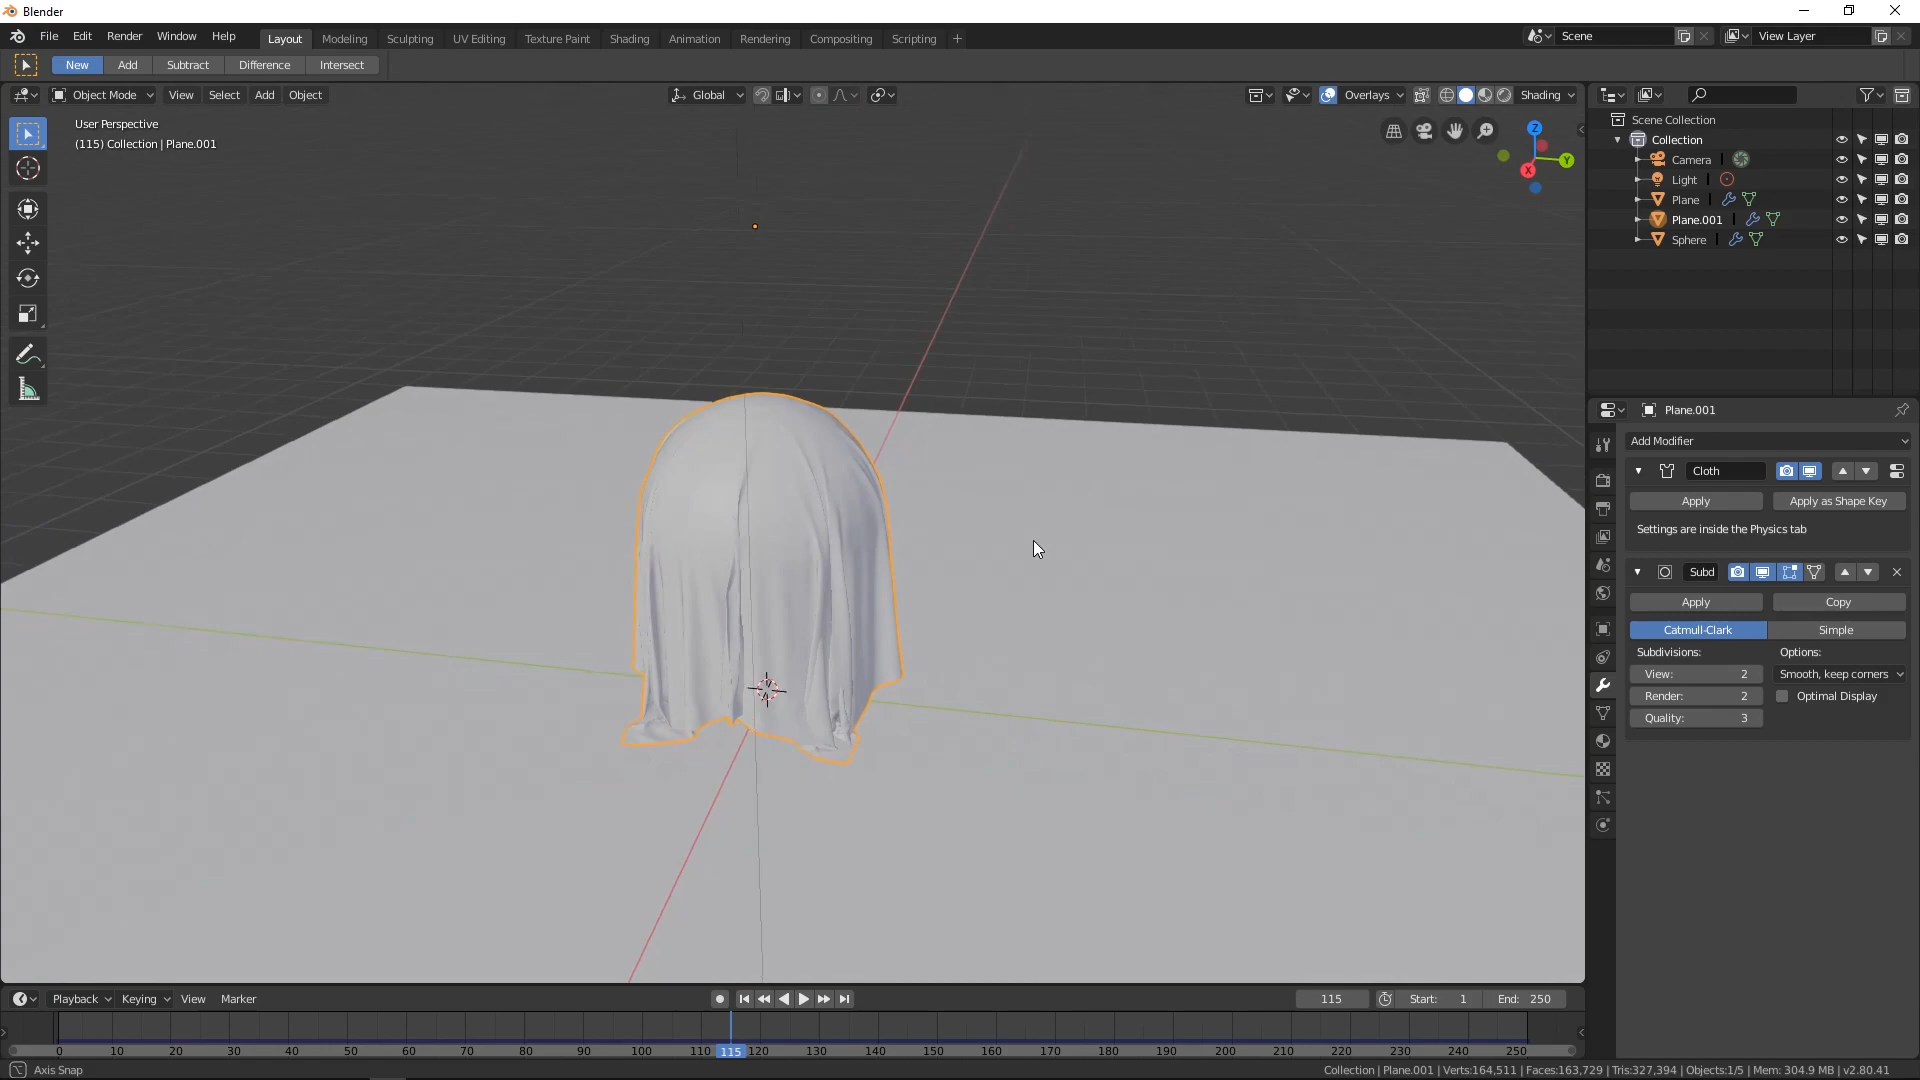 Blender
File Edit Render Window Help Layout Modeling Sculpting UV Editing Texture Paint Shading Animation Rendering Compositing Scripting + Scene View Layer
New Add Subtract Difference Intersect
Object Mode View Select Add Object Global Overlays Shading
User Perspective
(115) Collection | Plane.001
Z
Y
X
Scene Collection
Collection
Camera
Light
Plane
Plane.001
Sphere
Plane.001
Add Modifier
Cloth
Apply Apply as Shape Key
Settings are inside the Physics tab
Subd
Apply Copy
Catmull-Clark Simple
Subdivisions: Options:
View: 2 Smooth, keep corners
Render: 2 Optimal Display
Quality: 3
Playback Keying View Marker 115 Start: 1 End: 250
0 10 20 30 40 50 60 70 80 90 100 110 115 120 130 140 150 160 170 180 190 200 210 220 230 240 250
Axis Snap Collection | Plane.001 | Verts:164,511 | Faces:163,729 | Tris:327,394 | Objects:1/5 | Mem: 304.9 MB | v2.80.41